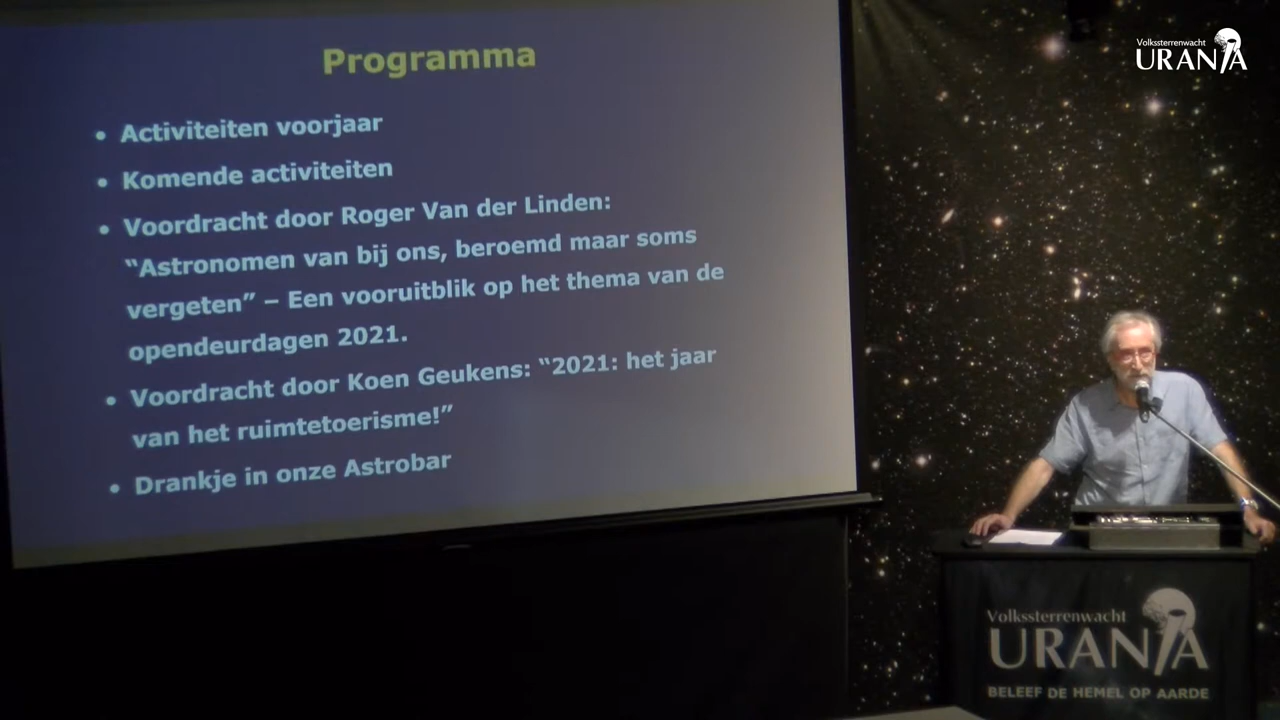 Programma
• Activiteiten voorjaar
• Komende activiteiten
• Voordracht door Roger Van der Linden:
“Astronomen van bij ons, beroemd maar soms
vergeten” – Een vooruitblik op het thema van de
opendeurdagen 2021.
• Voordracht door Koen Geukens: “2021: het jaar
van het ruimtetoerisme!”
• Drankje in onze Astrobar
Volkssterrenwacht
URANIA
Volkssterrenwacht
URANIA
BELEEF DE HEMEL OP AARDE